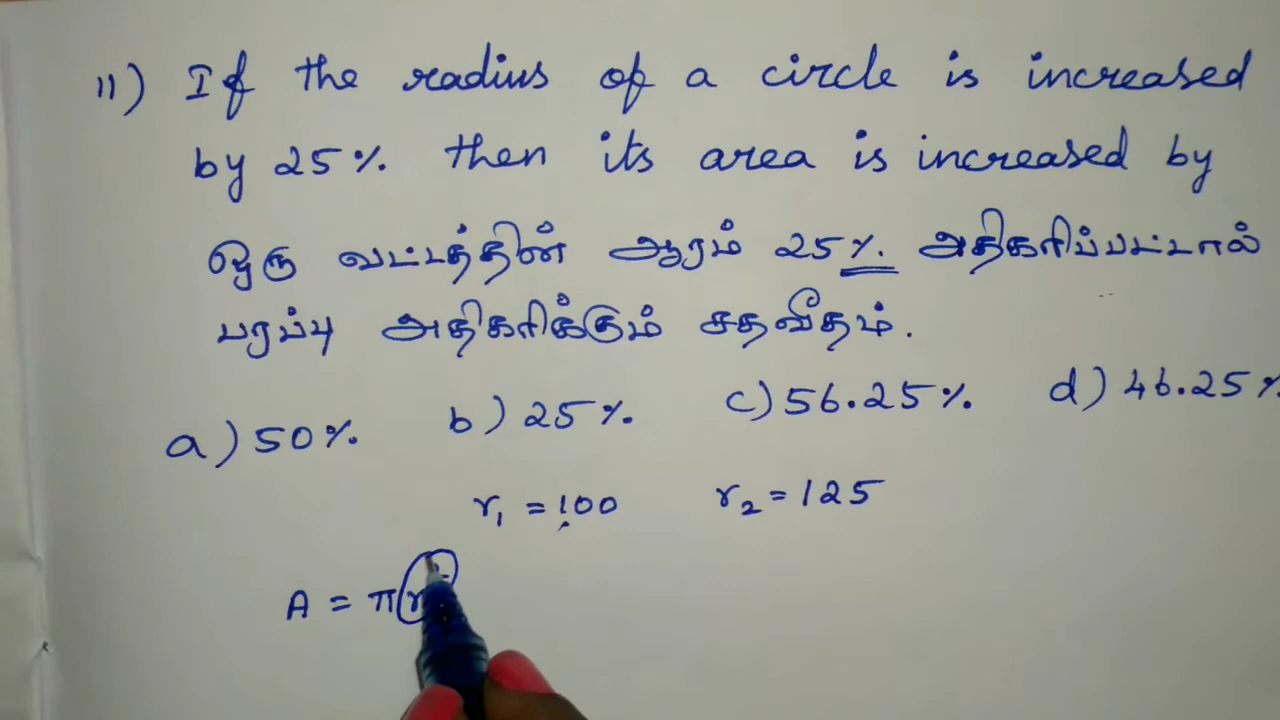 11) If the radius of a circle is increased
by 25% then its area is increased by
ஒரு வட்டத்தின் ஆரம் 25% அதிகரிப்பட்டால்
பரப்பு அதிகரிக்கும் சதவீதம்.
a) 50% b) 25% c) 56.25% d) 46.25%
r₁ = 100 r₂ = 125
A = π r